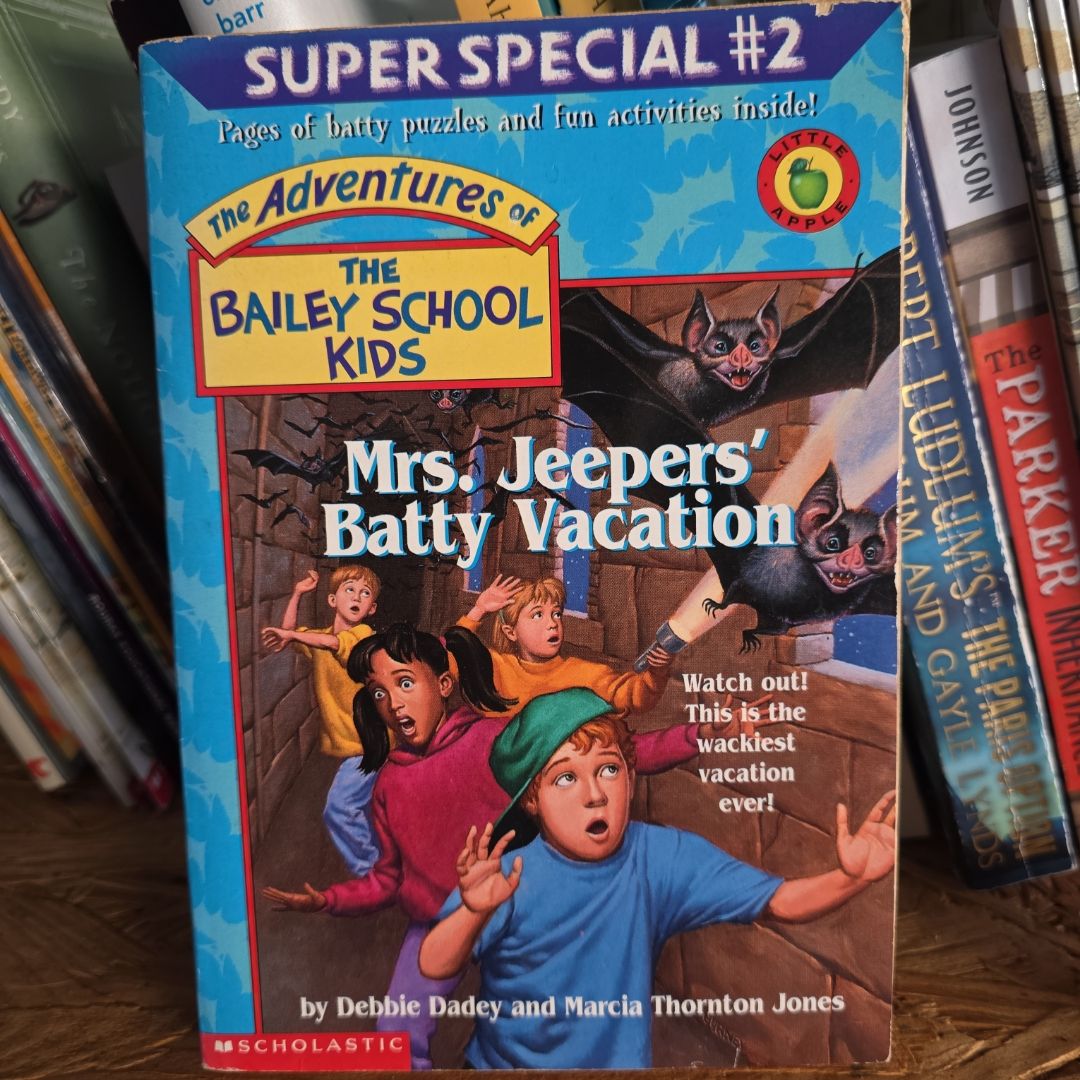 barr
SUPER SPECIAL #2
Pages of batty puzzles and fun activities inside!
LITTLE
APPLE
The Adventures of
THE
BAILEY SCHOOL
KIDS
Mrs. Jeepers'
Batty Vacation
Watch out!
This is the
wackiest
vacation
ever!
by Debbie Dadey and Marcia Thornton Jones
SCHOLASTIC
JOHNSON
The
PARKER
LUDLUM'S
THE PARIS OPTION
AND GAYLE LYNDS